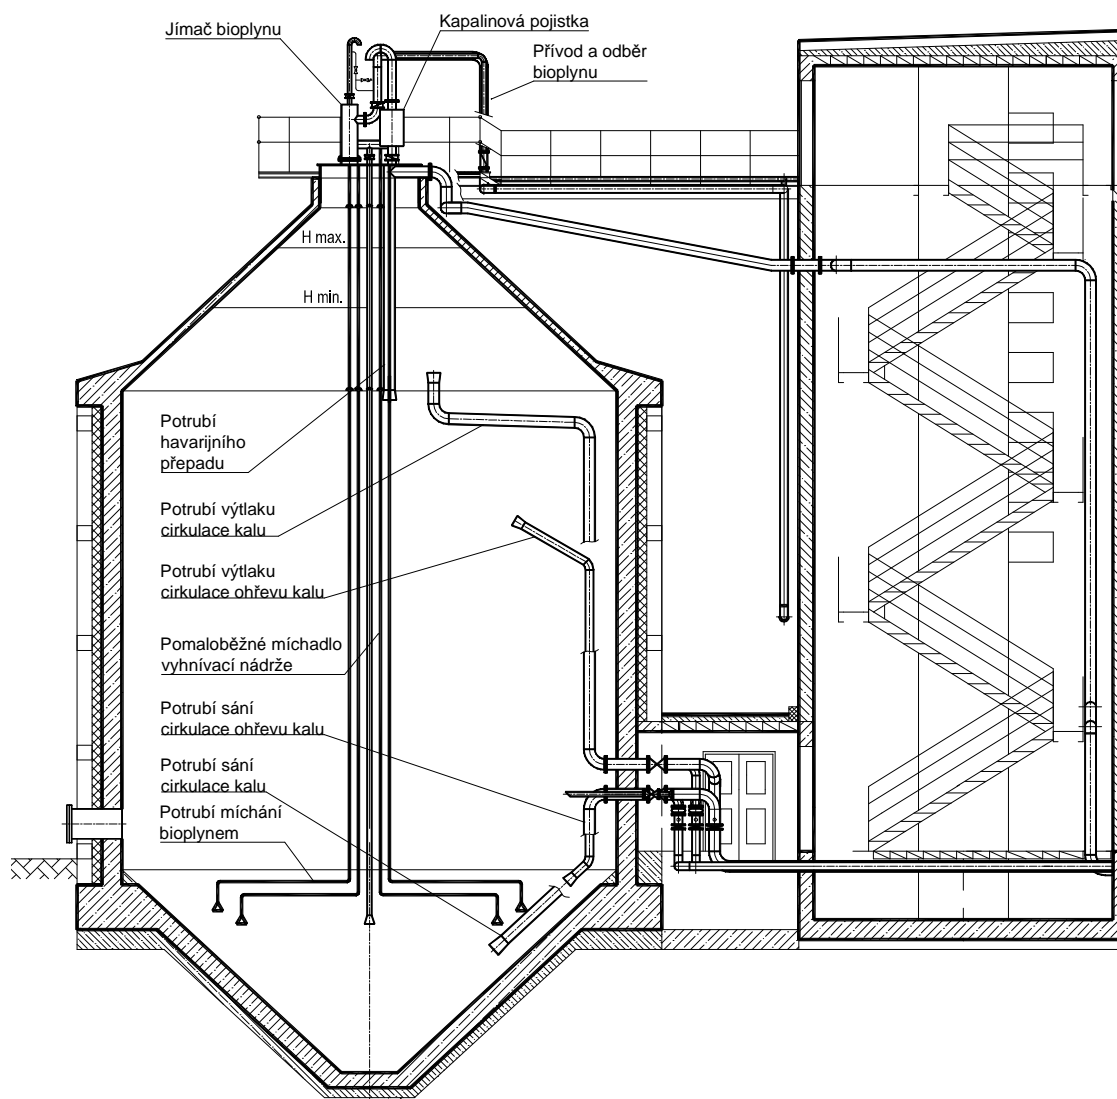 Kapalinová pojistka
Jímač bioplynu
Přívod a odběr
bioplynu
H max.
H min.
Potrubí
havarijního
přepadu
Potrubí výtlaku
cirkulace kalu
Potrubí výtlaku
cirkulace ohřevu kalu
Pomaloběžné míchadlo
vyhnívací nádrže
Potrubí sání
cirkulace ohřevu kalu
Potrubí sání
cirkulace kalu
Potrubí míchání
bioplynem